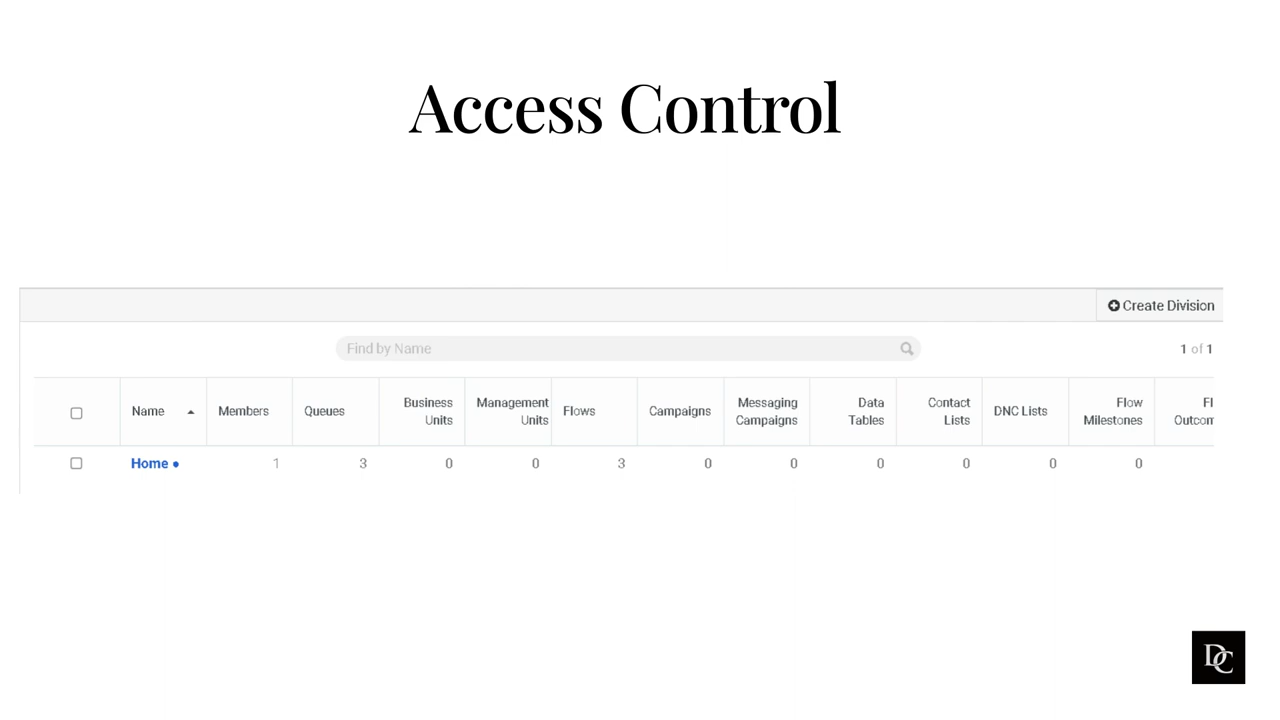 Access Control
Create Division
Find by Name
1 of 1
Name Members Queues Business Units Management Units Flows Campaigns Messaging Campaigns Data Tables Contact Lists DNC Lists Flow Milestones
Home 1 3 0 0 3 0 0 0 0 0 0
DC